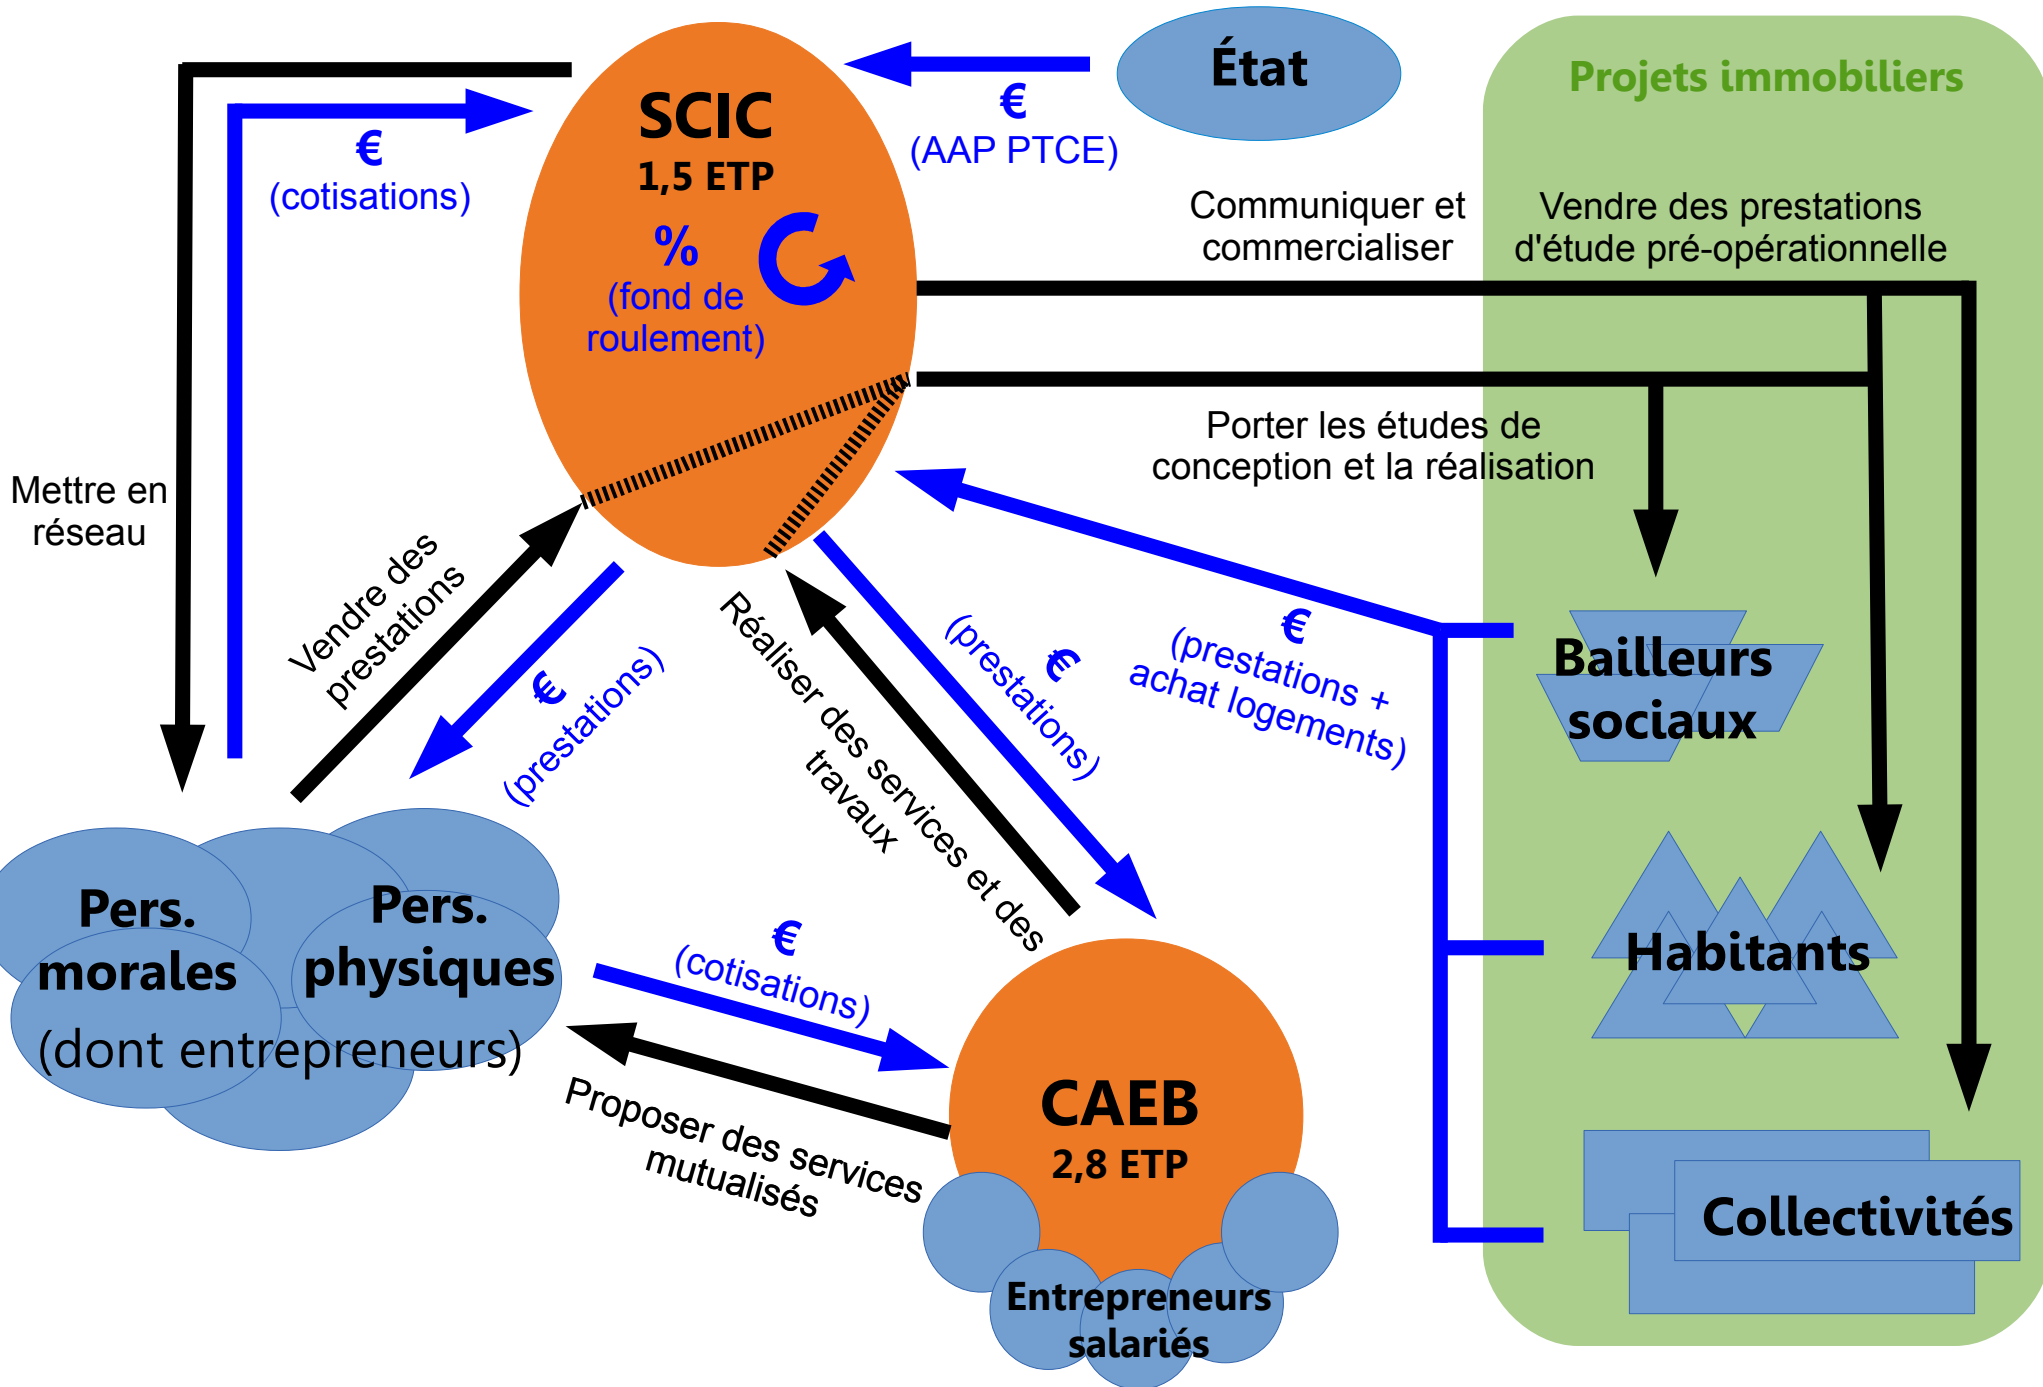 État
Projets immobiliers
SCIC
1,5 ETP
€
(AAP PTCE)
€
(cotisations)
%
(fond de
roulement)
Communiquer et
commercialiser
Vendre des prestations
d'étude pré-opérationnelle
Porter les études de
conception et la réalisation
Mettre en
réseau
Vendre des
prestations
€
(prestations)
Réaliser des services et des
travaux
€
(prestations)
€
(prestations +
achat logements)
Bailleurs
sociaux
Pers.
morales
Pers.
physiques
(dont entrepreneurs)
€
(cotisations)
Proposer des services
mutualisés
Habitants
CAEB
2,8 ETP
Collectivités
Entrepreneurs
salariés